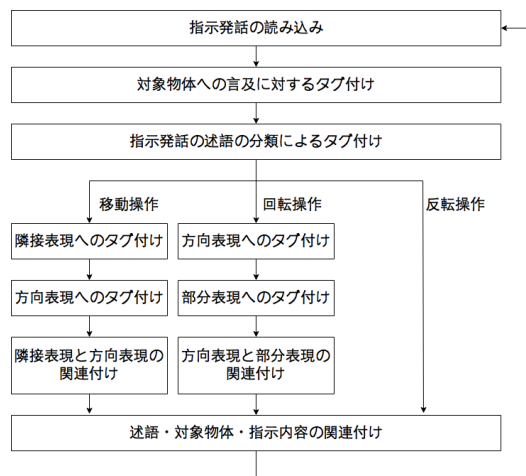 指示発話の読み込み
対象物体への言及に対するタグ付け
指示発話の述語の分類によるタグ付け
移動操作
回転操作
反転操作
隣接表現へのタグ付け
方向表現へのタグ付け
方向表現へのタグ付け
部分表現へのタグ付け
隣接表現と方向表現の
関連付け
方向表現と部分表現の
関連付け
述語・対象物体・指示内容の関連付け